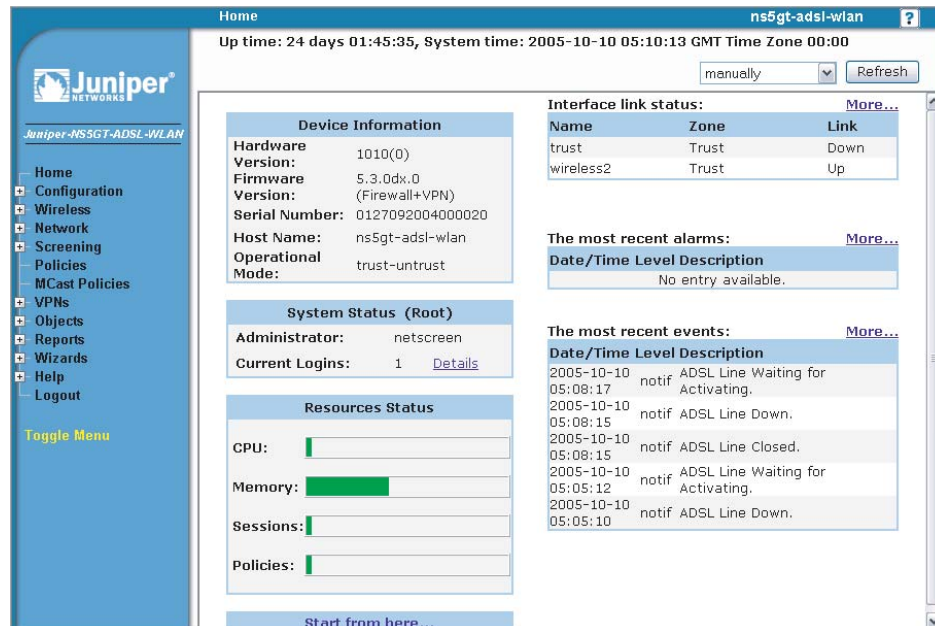 Home ns5gt-adsl-wlan ?
Up time: 24 days 01:45:35, System time: 2005-10-10 05:10:13 GMT Time Zone 00:00
manually Refresh
Juniper®
NETWORKS
Juniper-NS5GT-ADSL-WLAN
Home
Configuration
Wireless
Network
Screening
Policies
MCast Policies
VPNs
Objects
Reports
Wizards
Help
Logout
Toggle Menu
Device Information
Hardware
Version: 1010(0)
Firmware 5.3.0dx.0
Version: (Firewall+VPN)
Serial Number: 0127092004000020
Host Name: ns5gt-adsl-wlan
Operational
Mode: trust-untrust
System Status (Root)
Administrator: netscreen
Current Logins: 1 Details
Resources Status
CPU:
Memory:
Sessions:
Policies:
Start from here...
Interface link status: More...
Name Zone Link
trust Trust Down
wireless2 Trust Up
The most recent alarms: More...
Date/Time Level Description
No entry available.
The most recent events: More...
Date/Time Level Description
2005-10-10 05:08:17 notif ADSL Line Waiting for Activating.
2005-10-10 05:08:15 notif ADSL Line Down.
2005-10-10 05:08:15 notif ADSL Line Closed.
2005-10-10 05:05:12 notif ADSL Line Waiting for Activating.
2005-10-10 05:05:10 notif ADSL Line Down.